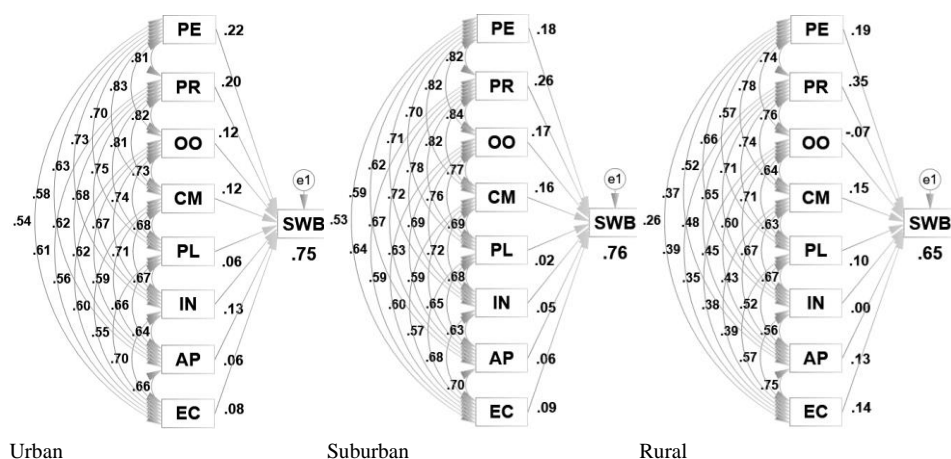 PE .22
.81
PR .20
.83
.70 .82
OO .12
.73 .81
.63 .75 .73
CM .12
.58 .68 .74
.54 .62 .67 .68
e1
SWB
.75
.61 .62 .71
PL .06
.56 .59 .67
IN .13
.60 .66
.55 .64
AP .06
.70
.66
EC .08
Urban
PE .18
.82
PR .26
.82
.70 .84
OO .17
.71 .82
.62 .78 .77
CM .16
.59 .72 .76
.53 .67 .69 .69
e1
SWB
.76
.64 .63 .72
PL .02
.59 .59 .68
IN .05
.60 .65
.57 .63
AP .06
.68
.70
EC .09
Suburban
PE .19
.74
PR .35
.78
.57 .76
OO -.07
.66 .74
.52 .71 .64
CM .15
.37 .65 .71
.26 .48 .60 .63
e1
SWB
.65
.39 .45 .67
PL .10
.35 .43 .67
IN .00
.38 .52
.39 .56
AP .13
.57
.75
EC .14
Rural